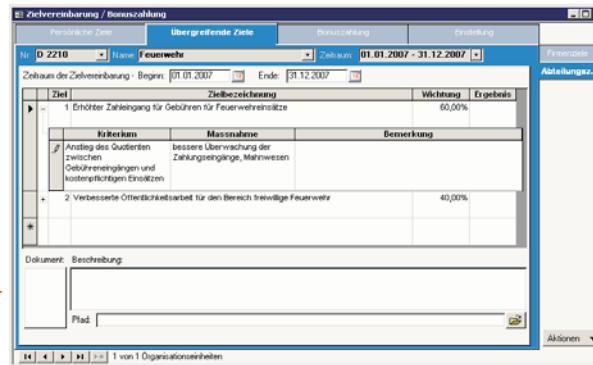 Zielvereinbarung / Bonuszahlung
Persönliche Ziele Übergreifende Ziele Bonuszahlung Einstellung
Nr: D 2210 Name: Feuerwehr Zeitraum: 01.01.2007 - 31.12.2007 Firmenziele
Zeitraum der Zielvereinbarung - Beginn: 01.01.2007 Ende: 31.12.2007 Abteilungsz.
Ziel Zielbezeichnung Wichtung Ergebnis
1 Erhöhter Zahleingang für Gebühren für Feuerwehreinsätze 60,00%
Kriterium Massnahme Bemerkung
Anstieg des Quotienten bessere Überwachung der
zwischen Zahlungseingänge, Mahnwesen
Gebühreneingängen und
kostenpflichtigen Einsätzen
2 Verbesserte Öffentlichkeitsarbeit für den Bereich freiwillige Feuerwehr 40,00%
Dokument: Beschreibung:
Pfad:
Aktionen
1 von 1 Organisationseinheiten